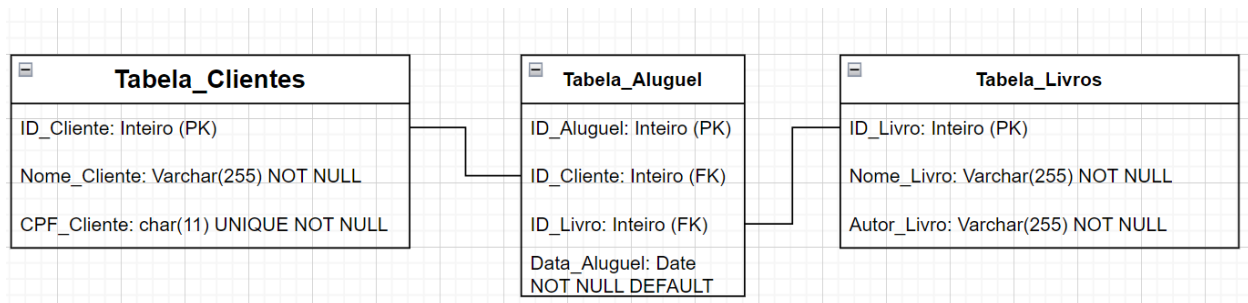 Tabela_Clientes
ID_Cliente: Inteiro (PK)
Nome_Cliente: Varchar(255) NOT NULL
CPF_Cliente: char(11) UNIQUE NOT NULL
Tabela_Aluguel
ID_Aluguel: Inteiro (PK)
ID_Cliente: Inteiro (FK)
ID_Livro: Inteiro (FK)
Data_Aluguel: Date
NOT NULL DEFAULT
Tabela_Livros
ID_Livro: Inteiro (PK)
Nome_Livro: Varchar(255) NOT NULL
Autor_Livro: Varchar(255) NOT NULL